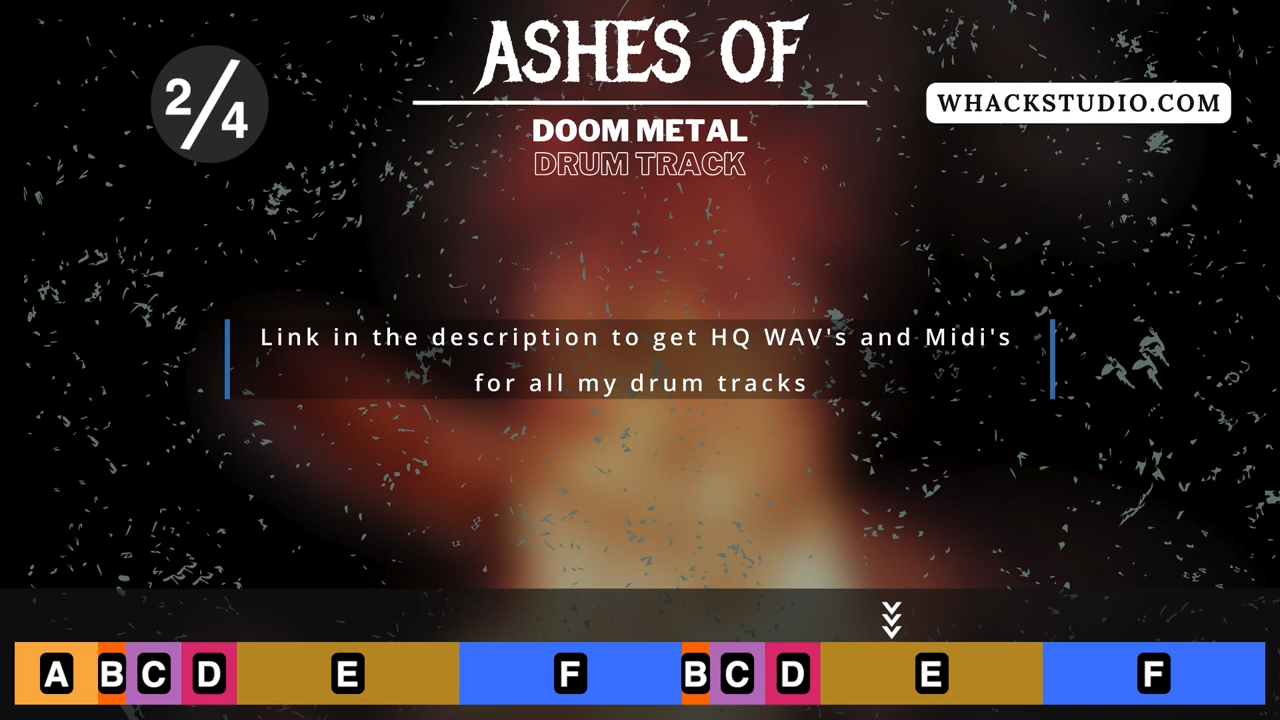 ASHES OF
2/4
WHACKSTUDIO.COM
DOOM METAL
DRUM TRACK
Link in the description to get HQ WAV's and Midi's
for all my drum tracks
A B C D E F B C D E F